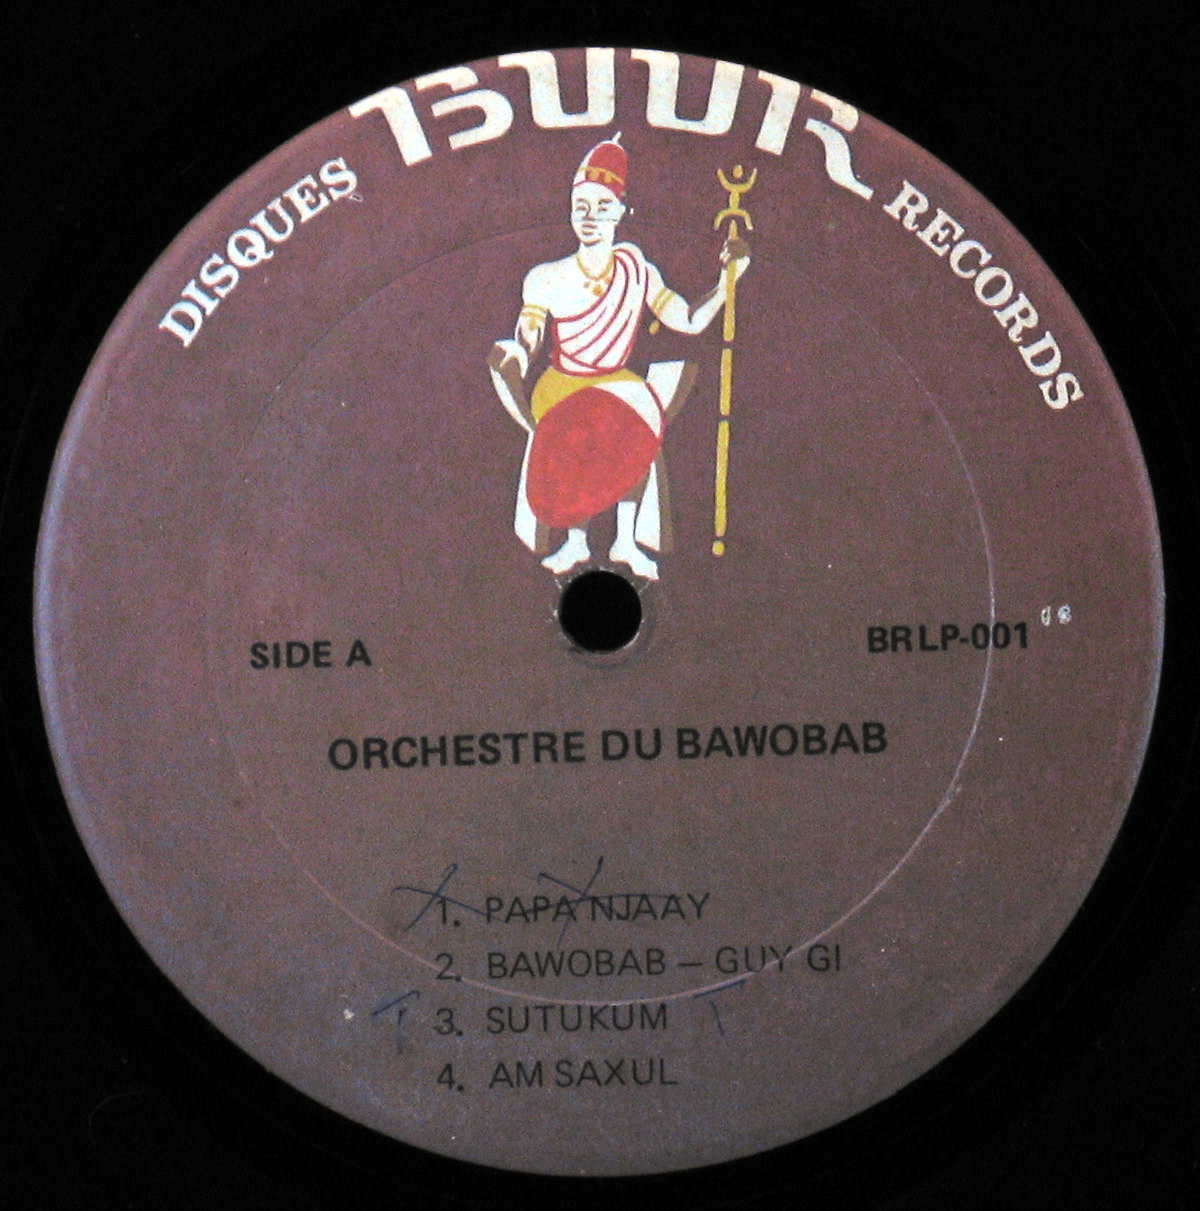 DISQUES BUUR RECORDS
SIDE A
BRLP-001
ORCHESTRE DU BAWOBAB
1. PAPA NJAAY
2. BAWOBAB – GUY GI
3. SUTUKUM
4. AM SAXUL